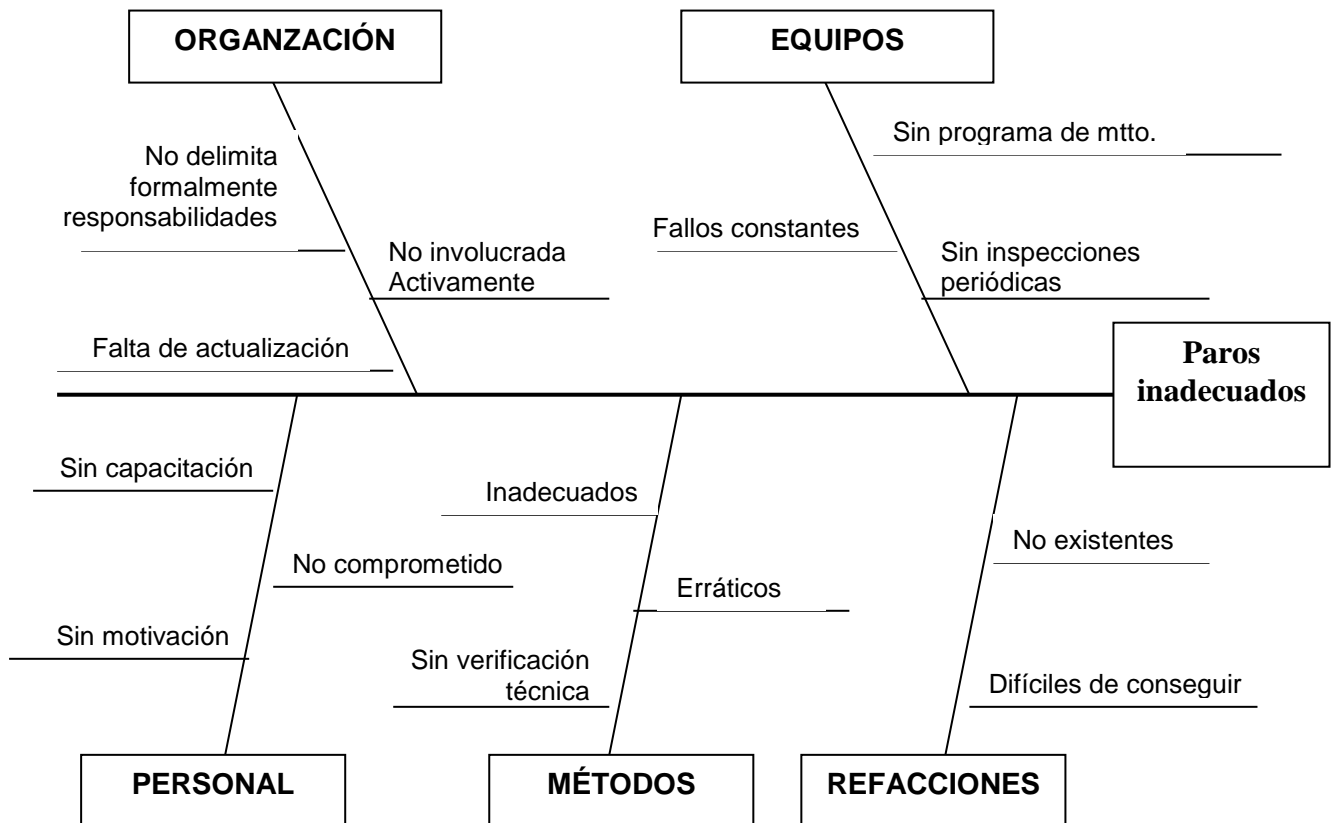 ORGANZACIÓN
EQUIPOS
No delimita
formalmente
responsabilidades
No involucrada
Activamente
Falta de actualización
Sin programa de mtto.
Fallos constantes
Sin inspecciones
periódicas
Paros
inadecuados
Sin capacitación
No comprometido
Sin motivación
Inadecuados
Erráticos
Sin verificación
técnica
No existentes
Difíciles de conseguir
PERSONAL
MÉTODOS
REFACCIONES